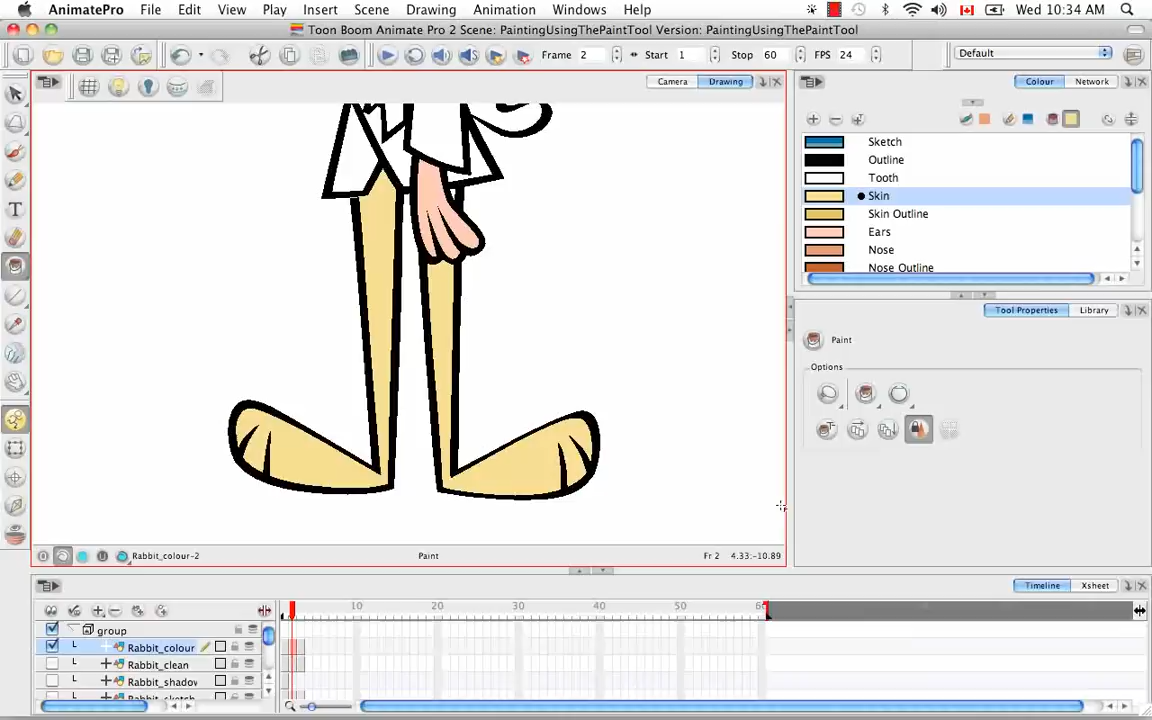 AnimatePro File Edit View Play Insert Scene Drawing Animation Windows Help Wed 10:34 AM
Toon Boom Animate Pro 2 Scene: PaintingUsingThePaintTool Version: PaintingUsingThePaintTool
Frame 2 Start 1 Stop 60 FPS 24 Default
Camera Drawing Colour Network
Sketch
Outline
Tooth
Skin
Skin Outline
Ears
Nose
Nose Outline
Tool Properties Library
Paint
Options
Rabbit_colour-2 Paint Fr 2 4.33:-10.89
Timeline Xsheet
10 20 30 40 50
group
Rabbit_colour
Rabbit_clean
Rabbit_shadow